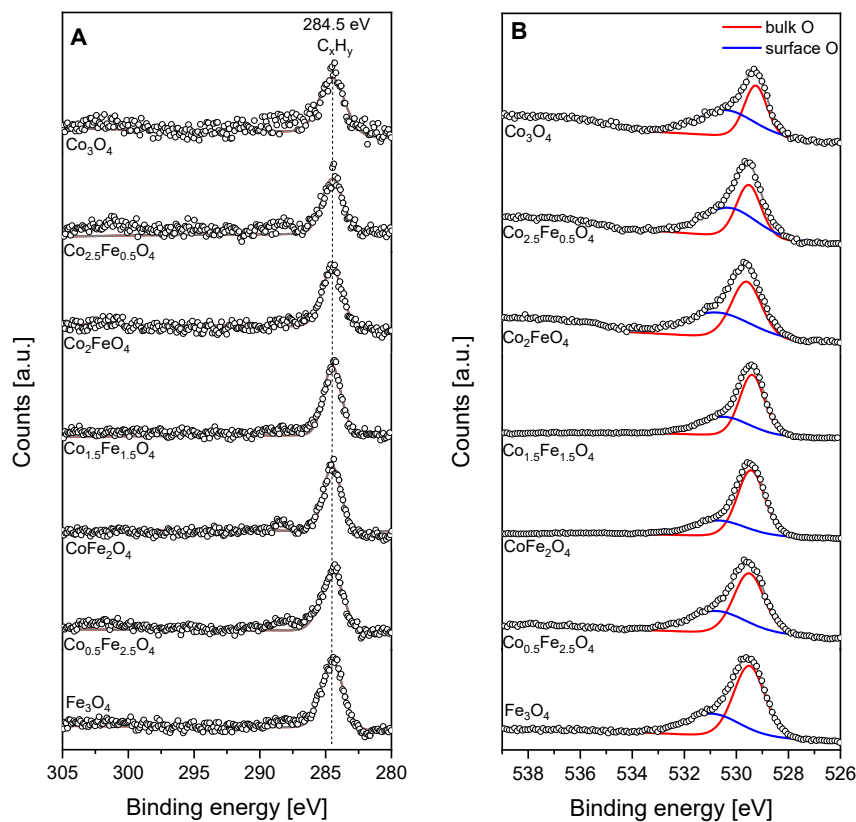 A
284.5 eV
CxHy
Co3O4
Co2.5Fe0.5O4
Co2FeO4
Co1.5Fe1.5O4
CoFe2O4
Co0.5Fe2.5O4
Fe3O4
305 300 295 290 285 280
Binding energy [eV]
Counts [a.u.]
B
bulk O
surface O
Co3O4
Co2.5Fe0.5O4
Co2FeO4
Co1.5Fe1.5O4
CoFe2O4
Co0.5Fe2.5O4
Fe3O4
538 536 534 532 530 528 526
Binding energy [eV]
Counts [a.u.]